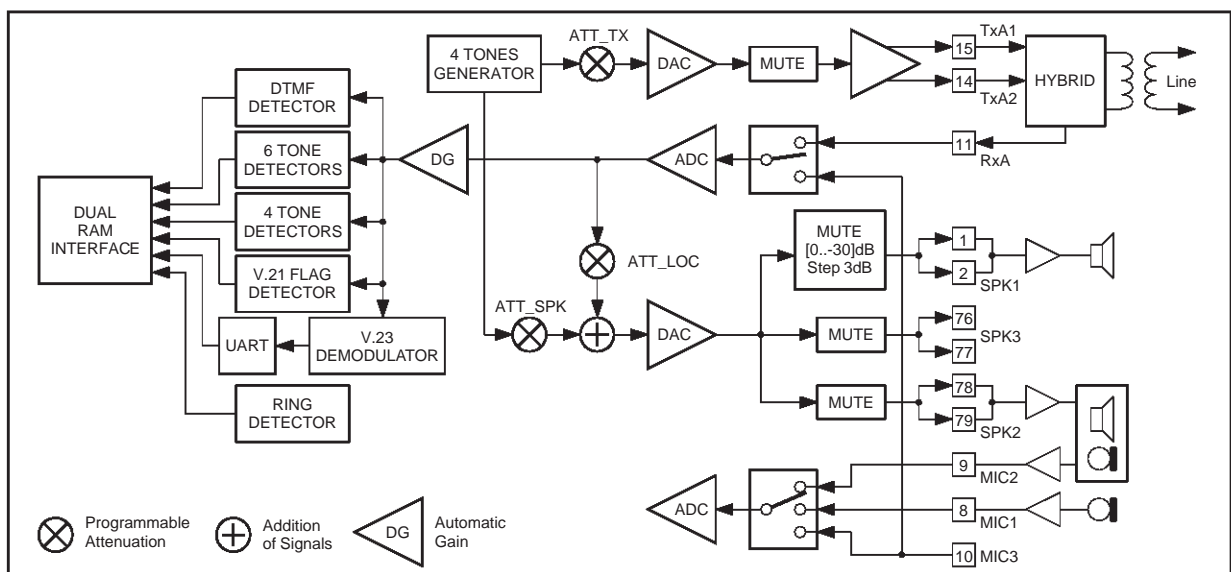 4 TONES
GENERATOR
ATT_TX
DAC
MUTE
15
TxA1
14
TxA2
HYBRID
Line
DTMF
DETECTOR
6 TONE
DETECTORS
4 TONE
DETECTORS
V.21 FLAG
DETECTOR
UART
V.23
DEMODULATOR
RING
DETECTOR
DUAL
RAM
INTERFACE
DG
ADC
11
RxA
ATT_LOC
ATT_SPK
DAC
MUTE
[0..-30]dB
Step 3dB
1
2
SPK1
MUTE
76
SPK3
77
MUTE
78
79
SPK2
ADC
9
MIC2
8
MIC1
10
MIC3
Programmable
Attenuation
Addition
of Signals
DG
Automatic
Gain